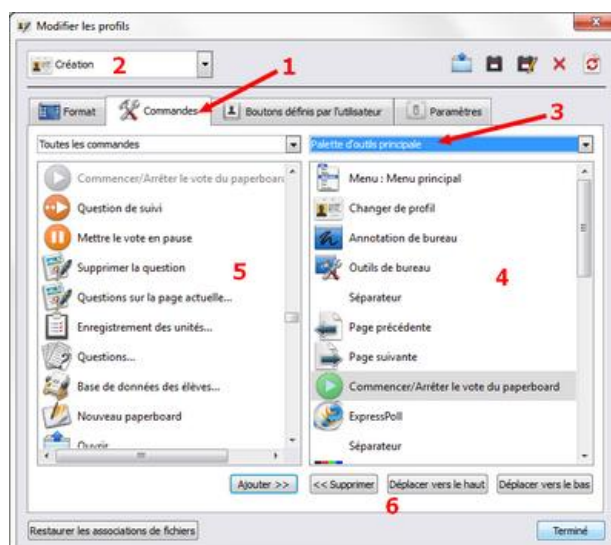 Modifier les profils
Création
2
1
3
Format
Commandes
Boutons définis par l'utilisateur
Paramètres
Toutes les commandes
Commencer/Arrêter le vote du paperboard
Question de suivi
Mettre le vote en pause
Supprimer la question
5
Questions sur la page actuelle...
Enregistrement des unités...
Questions...
Base de données des élèves...
Nouveau paperboard
Ouvrir
Palette d'outils principale
Menu : Menu principal
Changer de profil
Annotation de bureau
Outils de bureau
4
Séparateur
Page précédente
Page suivante
Commencer/Arrêter le vote du paperboard
ExpressPoll
Séparateur
Ajouter >>
<< Supprimer
Déplacer vers le haut
Déplacer vers le bas
6
Restaurer les associations de fichiers
Terminé